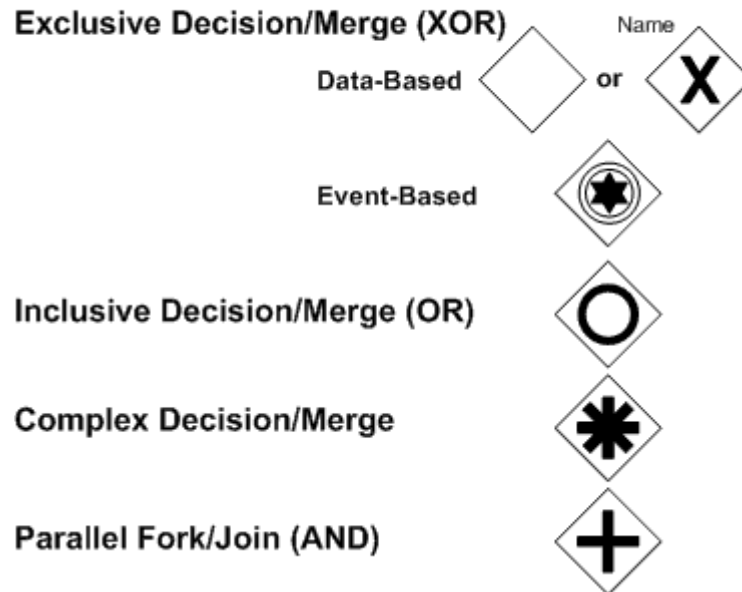 Exclusive Decision/Merge (XOR)
Name
Data-Based
or
X
Event-Based
Inclusive Decision/Merge (OR)
Complex Decision/Merge
Parallel Fork/Join (AND)